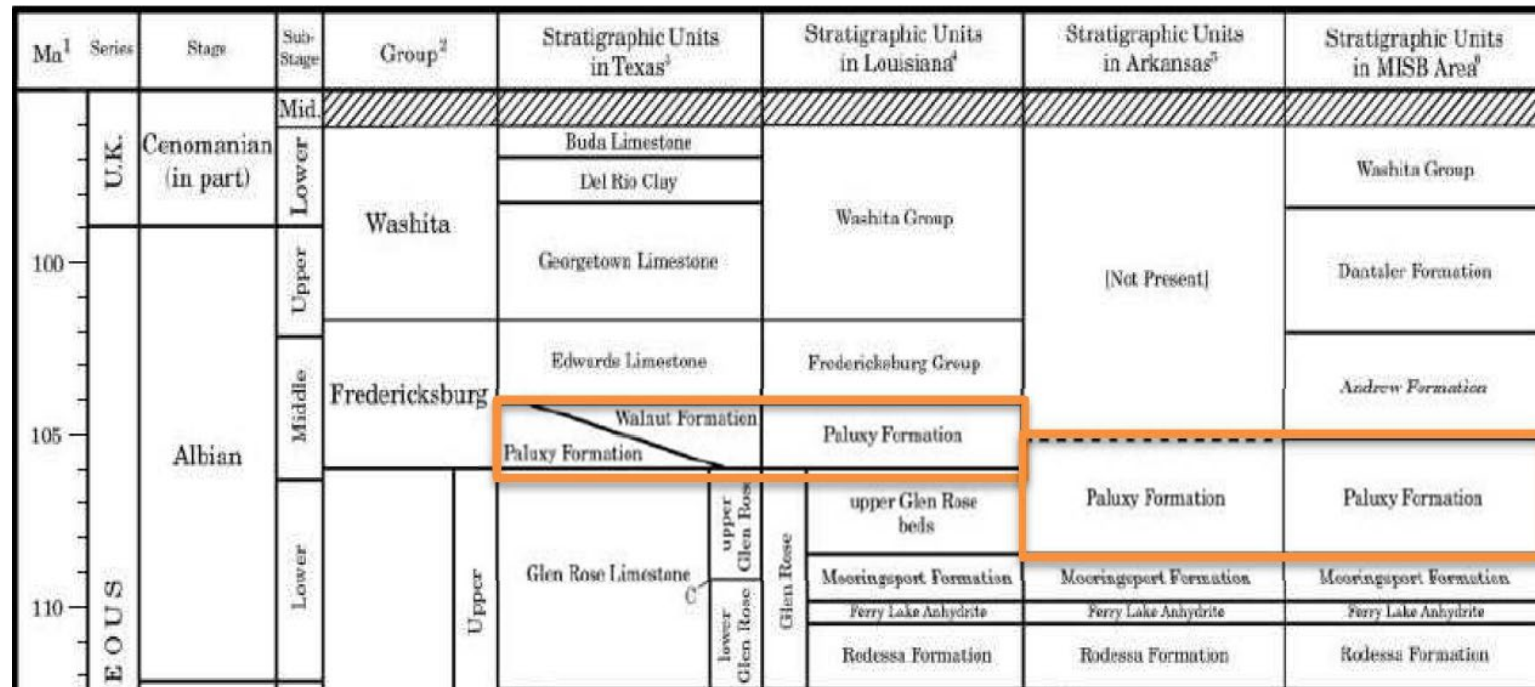 Ma1
Series
Stage
Sub-
Stage
Group2
Stratigraphic Units
in Texas3
Stratigraphic Units
in Louisiana4
Stratigraphic Units
in Arkansas5
Stratigraphic Units
in MISB Area6
100
105
110
U.K.
EOUS
Cenomanian
(in part)
Albian
Mid.
Lower
Upper
Middle
Lower
Washita
Fredericksburg
Upper
Buda Limestone
Del Rio Clay
Georgetown Limestone
Edwards Limestone
Walnut Formation
Paluxy Formation
Glen Rose Limestone
C
upper
Glen Rose
lower
Glen Rose
Washita Group
Fredericksburg Group
Paluxy Formation
Glen Rose
upper Glen Rose
beds
Mooringsport Formation
Ferry Lake Anhydrite
Rodessa Formation
[Not Present]
Paluxy Formation
Mooringsport Formation
Ferry Lake Anhydrite
Rodessa Formation
Washita Group
Dantzler Formation
Andrew Formation
Paluxy Formation
Mooringsport Formation
Ferry Lake Anhydrite
Rodessa Formation